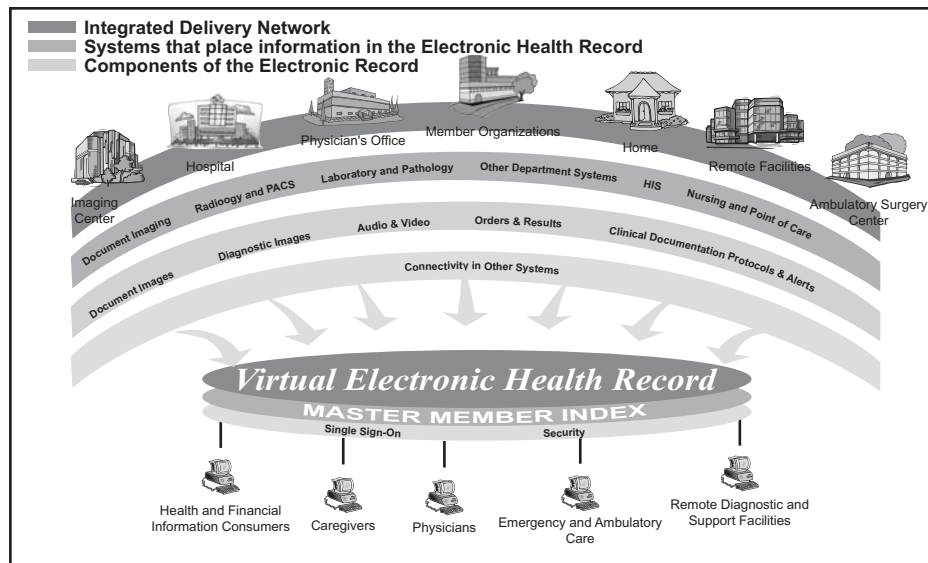 Integrated Delivery Network
Systems that place information in the Electronic Health Record
Components of the Electronic Record
Imaging
Center
Hospital
Physician's Office
Member Organizations
Home
Remote Facilities
Ambulatory Surgery
Center
Document Imaging
Radioogy and PACS
Laboratory and Pathology
Other Department Systems
HIS
Nursing and Point of Care
Document Images
Diagnostic Images
Audio & Video
Orders & Results
Clinical Documentation Protocols & Alerts
Connectivity in Other Systems
Virtual Electronic Health Record
MASTER MEMBER INDEX
Single Sign-On
Security
Health and Financial
Information Consumers
Caregivers
Physicians
Emergency and Ambulatory
Care
Remote Diagnostic and
Support Facilities